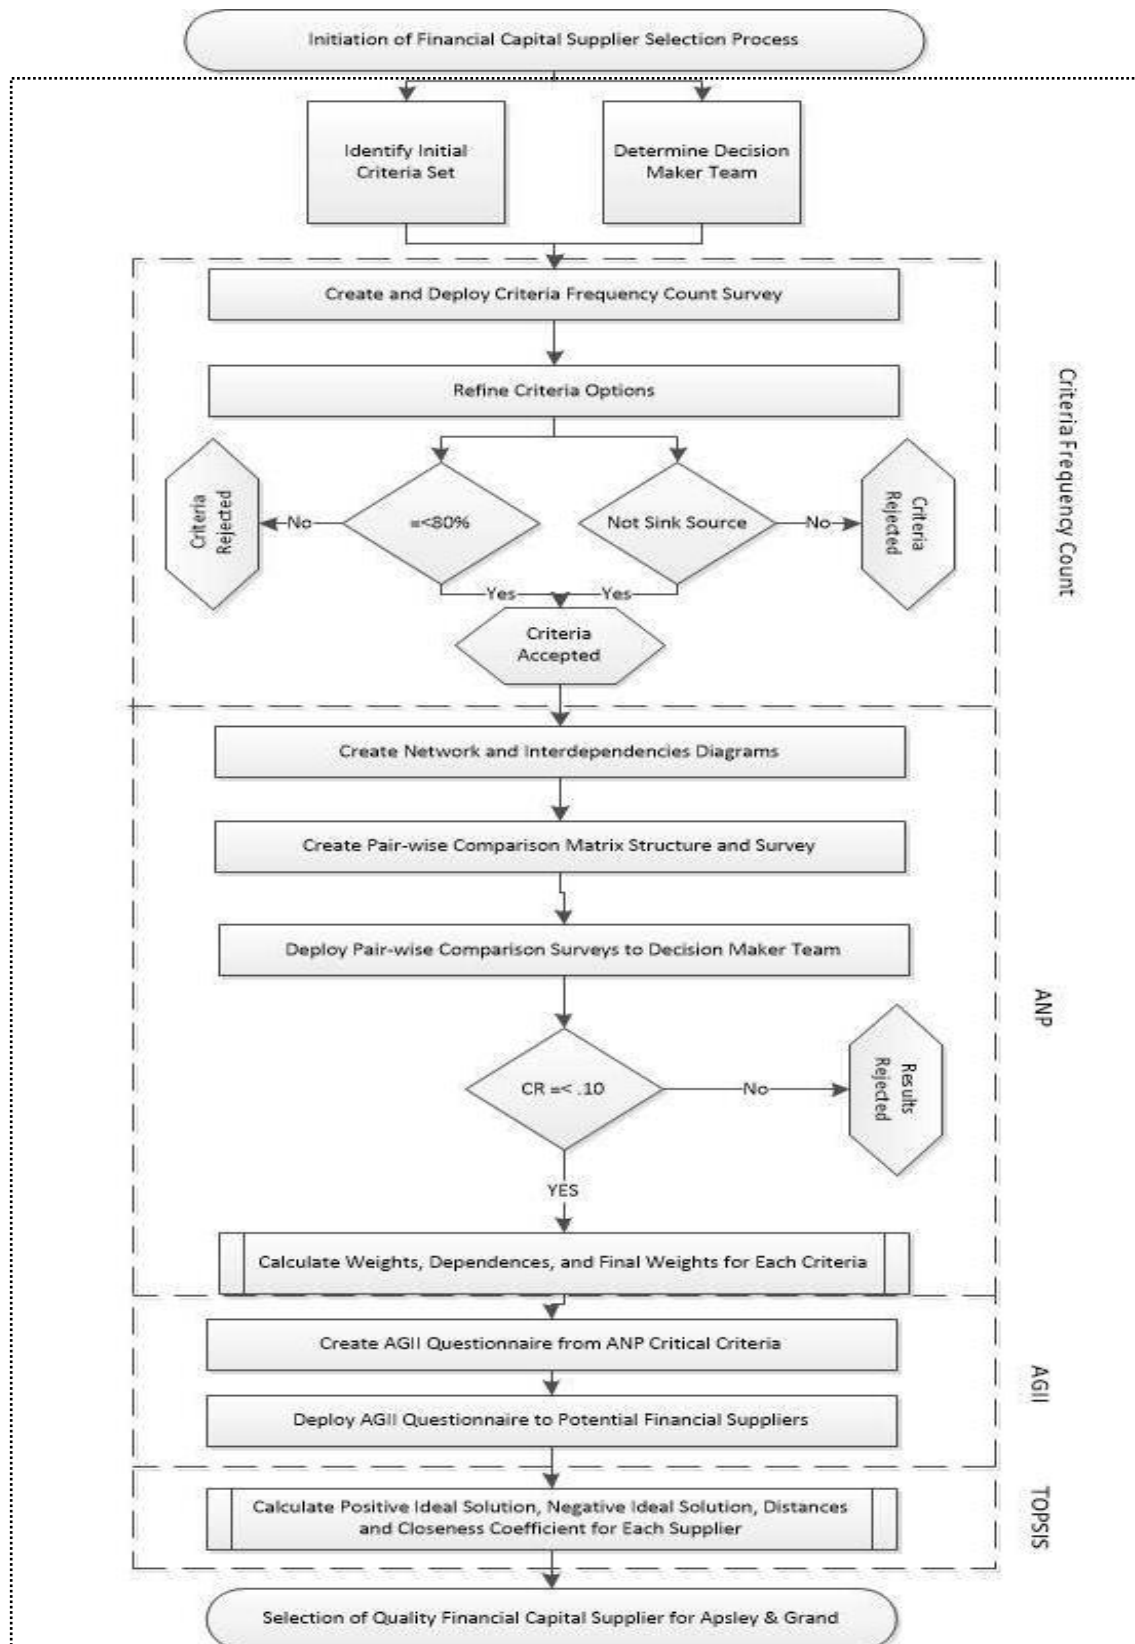 Initiation of Financial Capital Supplier Selection Process
Identify Initial
Criteria Set
Determine Decision
Maker Team
Create and Deploy Criteria Frequency Count Survey
Refine Criteria Options
Criteria
Rejected
No
=<80%
Not Sink Source
No
Criteria
Rejected
Yes
Yes
Criteria
Accepted
Criteria Frequency Count
Create Network and Interdependencies Diagrams
Create Pair-wise Comparison Matrix Structure and Survey
Deploy Pair-wise Comparison Surveys to Decision Maker Team
CR =< .10
No
Results
Rejected
YES
Calculate Weights, Dependences, and Final Weights for Each Criteria
ANP
Create AGII Questionnaire from ANP Critical Criteria
Deploy AGII Questionnaire to Potential Financial Suppliers
AGII
Calculate Positive Ideal Solution, Negative Ideal Solution, Distances
and Closeness Coefficient for Each Supplier
TOPSIS
Selection of Quality Financial Capital Supplier for Apsley & Grand